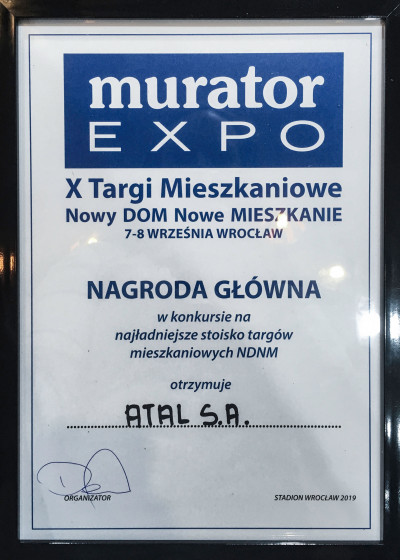 murator
EXPO
X Targi Mieszkaniowe
Nowy DOM Nowe MIESZKANIE
7-8 WRZEŚNIA WROCŁAW
NAGRODA GŁÓWNA
w konkursie na
najładniejsze stoisko targów
mieszkaniowych NDNM
otrzymuje
ATAL S.A.
ORGANIZATOR
STADION WROCŁAW 2019